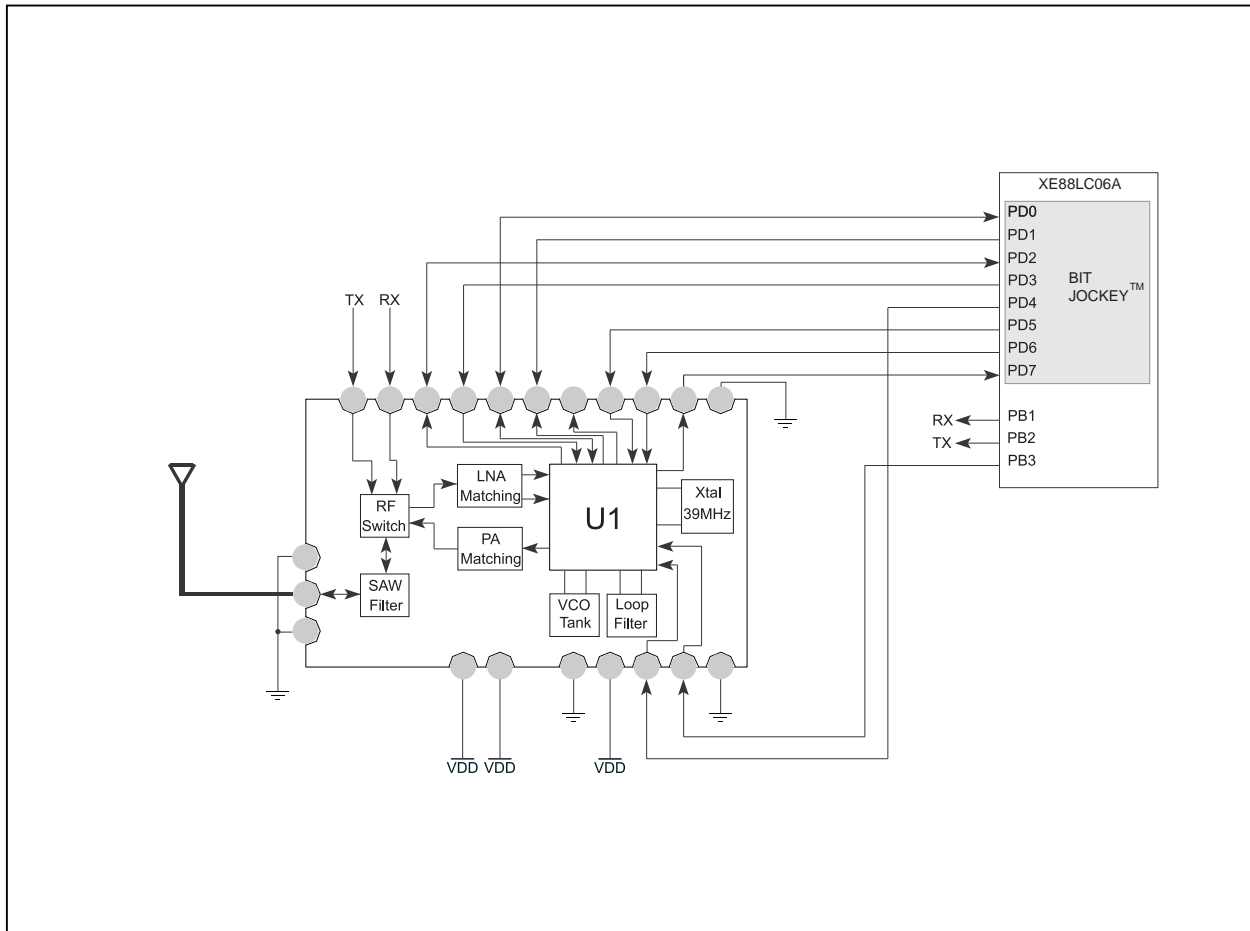 XE88LC06A
PD0
PD1
PD2
PD3
PD4
PD5
PD6
PD7
BIT
JOCKEY™
PB1
PB2
PB3
RX
TX
TX RX
LNA
Matching
RF
Switch
PA
Matching
SAW
Filter
U1
Xtal
39MHz
VCO
Tank
Loop
Filter
VDD VDD VDD